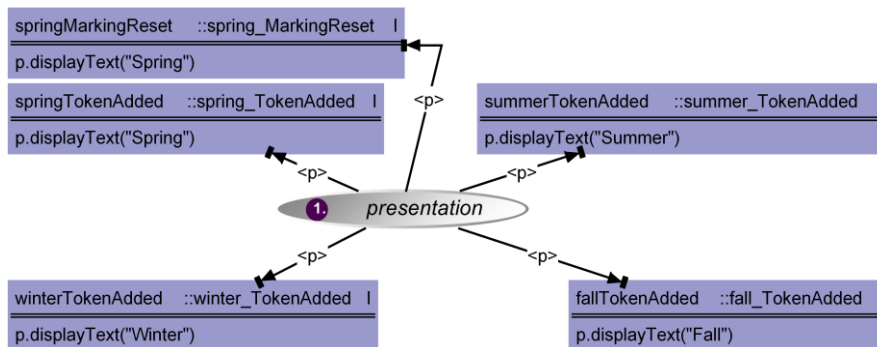 springMarkingReset ::spring_MarkingReset I
p.displayText("Spring")
<p>
springTokenAdded ::spring_TokenAdded I
p.displayText("Spring")
summerTokenAdded ::summer_TokenAdded
p.displayText("Summer")
<p>
<p>
1. presentation
<p>
<p>
winterTokenAdded ::winter_TokenAdded I
p.displayText("Winter")
fallTokenAdded ::fall_TokenAdded
p.displayText("Fall")